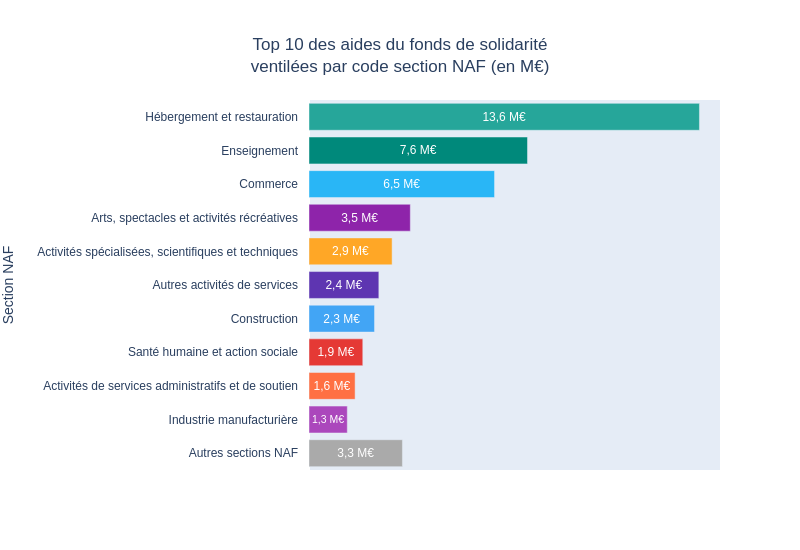 Top 10 des aides du fonds de solidarité
ventilées par code section NAF (en M€)
Section NAF
Hébergement et restauration 13,6 M€
Enseignement 7,6 M€
Commerce 6,5 M€
Arts, spectacles et activités récréatives 3,5 M€
Activités spécialisées, scientifiques et techniques 2,9 M€
Autres activités de services 2,4 M€
Construction 2,3 M€
Santé humaine et action sociale 1,9 M€
Activités de services administratifs et de soutien 1,6 M€
Industrie manufacturière 1,3 M€
Autres sections NAF 3,3 M€